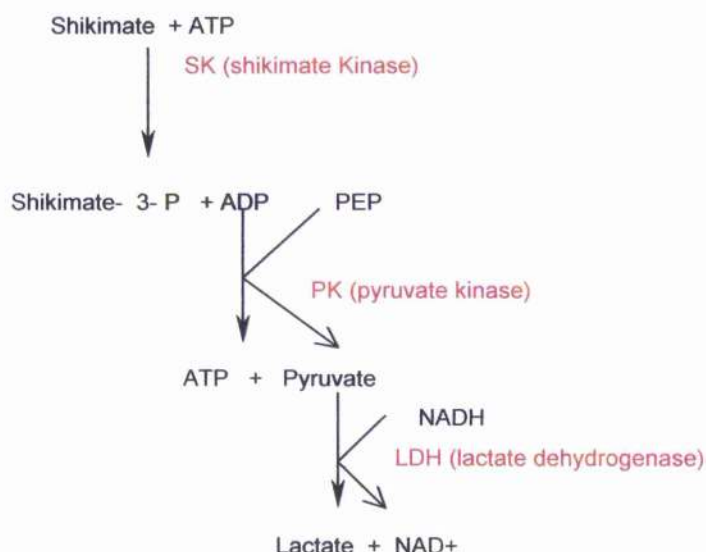 Shikimate + ATP
SK (shikimate Kinase)
Shikimate- 3- P + ADP PEP
PK (pyruvate kinase)
ATP + Pyruvate
NADH
LDH (lactate dehydrogenase)
Lactate + NAD+